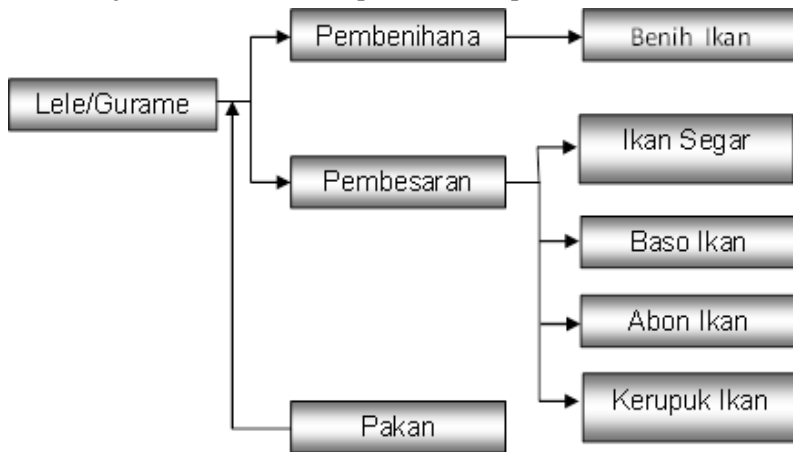 Pembenihana
Benih Ikan
Lele/Gurame
Ikan Segar
Pembesaran
Baso Ikan
Abon Ikan
Kerupuk Ikan
Pakan